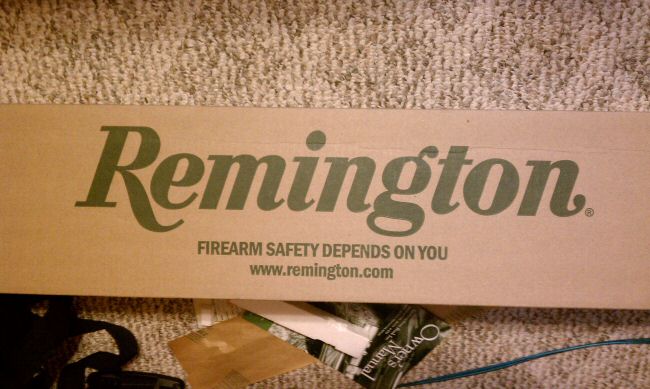 Remington®
FIREARM SAFETY DEPENDS ON YOU
www.remington.com
Owner's
Manual